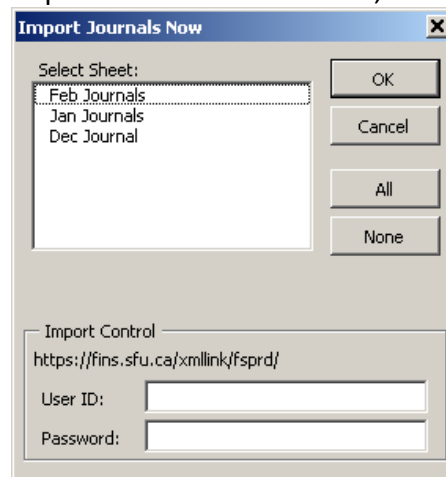 Import Journals Now
Select Sheet:
Feb Journals
Jan Journals
Dec Journal
OK
Cancel
All
None
Import Control
https://fins.sfu.ca/xmllink/fsprd/
User ID:
Password: